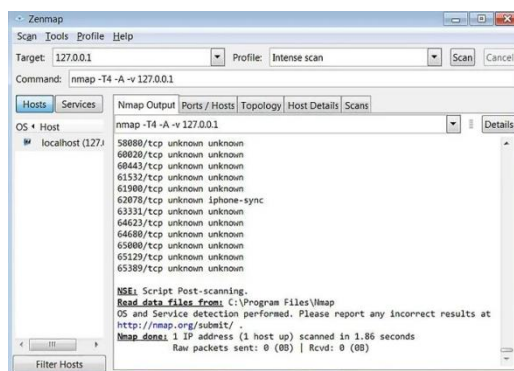 Zenmap
Scan Tools Profile Help
Target: 127.0.0.1 Profile: Intense scan Scan Cancel
Command: nmap -T4 -A -v 127.0.0.1
Hosts Services
Nmap Output Ports / Hosts Topology Host Details Scans
OS Host
nmap -T4 -A -v 127.0.0.1 Details
localhost (127.
58080/tcp unknown unknown
60020/tcp unknown unknown
60443/tcp unknown unknown
61532/tcp unknown unknown
61900/tcp unknown unknown
62078/tcp unknown iphone-sync
63331/tcp unknown unknown
64623/tcp unknown unknown
64680/tcp unknown unknown
65000/tcp unknown unknown
65129/tcp unknown unknown
65389/tcp unknown unknown
NSE: Script Post-scanning.
Read data files from: C:\Program Files\Nmap
OS and Service detection performed. Please report any incorrect results at
http://nmap.org/submit/ .
Nmap done: 1 IP address (1 host up) scanned in 1.86 seconds
Raw packets sent: 0 (0B) | Rcvd: 0 (0B)
Filter Hosts